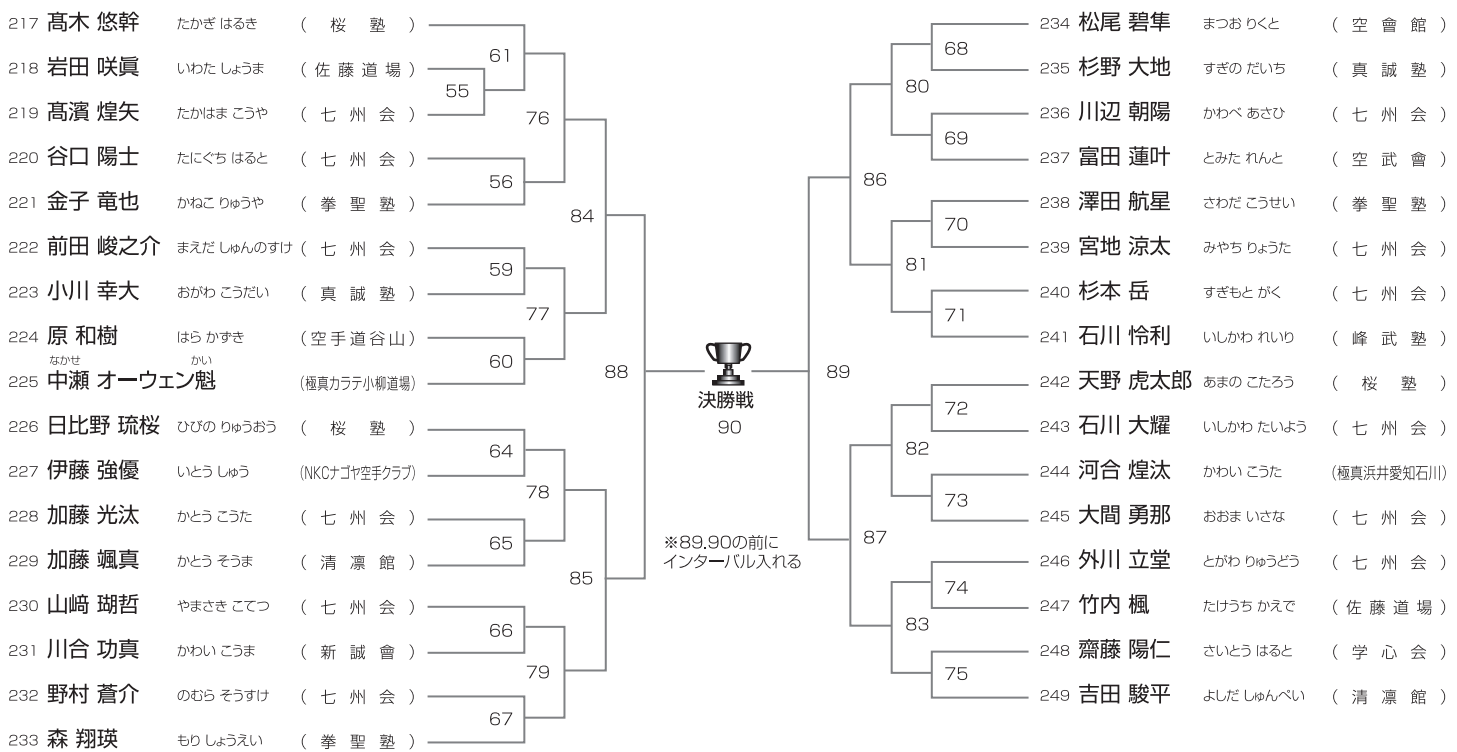 217 髙木 悠幹 たかぎ はるき （桜塾）
218 岩田 咲眞 いわた しょうま （佐藤道場）
219 髙濱 煌矢 たかはま こうや （七州会）
220 谷口 陽士 たにぐち はると （七州会）
221 金子 竜也 かねこ りゅうや （拳聖塾）
222 前田 峻之介 まえだ しゅんのすけ （七州会）
223 小川 幸大 おがわ こうだい （真誠塾）
224 原 和樹 はら かずき （空手道谷山）
なかせ かい
225 中瀬 オーウェン魁 （極真カラテ小柳道場）
226 日比野 琉桜 ひびの りゅうおう （桜塾）
227 伊藤 強優 いとう しゅう （NKCナゴヤ空手クラブ）
228 加藤 光汰 かとう こうた （七州会）
229 加藤 颯真 かとう そうま （清凛館）
230 山﨑 瑚哲 やまさき こてつ （七州会）
231 川合 功真 かわい こうま （新誠會）
232 野村 蒼介 のむら そうすけ （七州会）
233 森 翔瑛 もり しょうえい （拳聖塾）
61
55
76
56
84
59
77
60
88
64
78
65
85
66
79
67
決勝戦
90
※89.90の前に
インターバル入れる
68
80
69
86
70
81
71
89
72
82
73
87
74
83
75
234 松尾 碧隼 まつお りくと （空會館）
235 杉野 大地 すぎの だいち （真誠塾）
236 川辺 朝陽 かわべ あさひ （七州会）
237 富田 蓮叶 とみた れんと （空武會）
238 澤田 航星 さわだ こうせい （拳聖塾）
239 宮地 涼太 みやち りょうた （七州会）
240 杉本 岳 すぎもと がく （七州会）
241 石川 怜利 いしかわ れいり （峰武塾）
242 天野 虎太郎 あまの こたろう （桜塾）
243 石川 大耀 いしかわ たいよう （七州会）
244 河合 煌汰 かわい こうた （極真浜井愛知石川）
245 大間 勇那 おおま いさな （七州会）
246 外川 立堂 とがわ りゅうどう （七州会）
247 竹内 楓 たけうち かえで （佐藤道場）
248 齋藤 陽仁 さいとう はると （学心会）
249 吉田 駿平 よしだ しゅんぺい （清凛館）